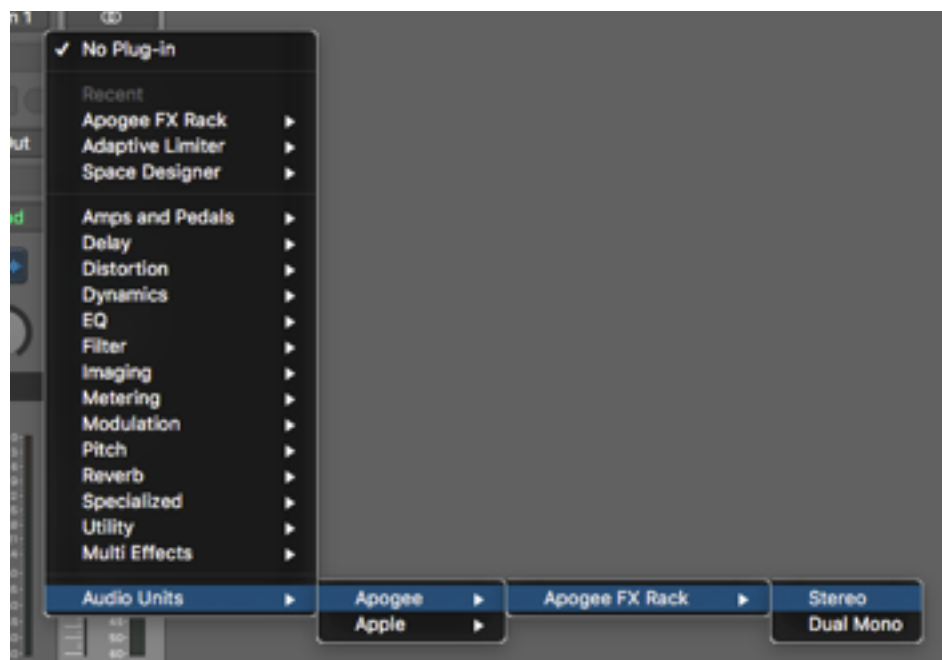 n 1
✓ No Plug-in
Recent
Apogee FX Rack
Adaptive Limiter
Space Designer
Amps and Pedals
Delay
Distortion
Dynamics
EQ
Filter
Imaging
Metering
Modulation
Pitch
Reverb
Specialized
Utility
Multi Effects
Audio Units
Apogee
Apogee FX Rack
Stereo
Apple
Dual Mono